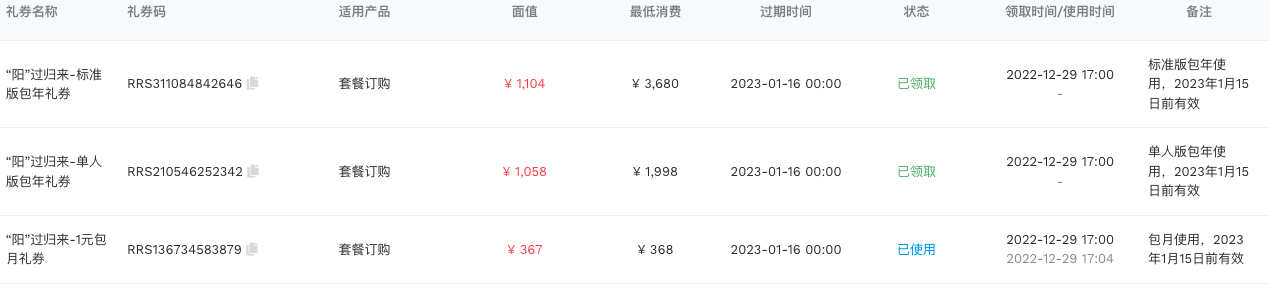 礼券名称 礼券码 适用产品 面值 最低消费 过期时间 状态 领取时间/使用时间 备注
“阳”过归来-标准
版包年礼券
RRS311084842646
套餐订购
¥ 1,104
¥ 3,680
2023-01-16 00:00
已领取
2022-12-29 17:00
-
标准版包年使
用，2023年1月15
日前有效
“阳”过归来-单人
版包年礼券
RRS210546252342
套餐订购
¥ 1,058
¥ 1,998
2023-01-16 00:00
已领取
2022-12-29 17:00
-
单人版包年使
用，2023年1月15
日前有效
“阳”过归来-1元包
月礼券
RRS136734583879
套餐订购
¥ 367
¥ 368
2023-01-16 00:00
已使用
2022-12-29 17:00
2022-12-29 17:04
包月使用，2023
年1月15日前有效